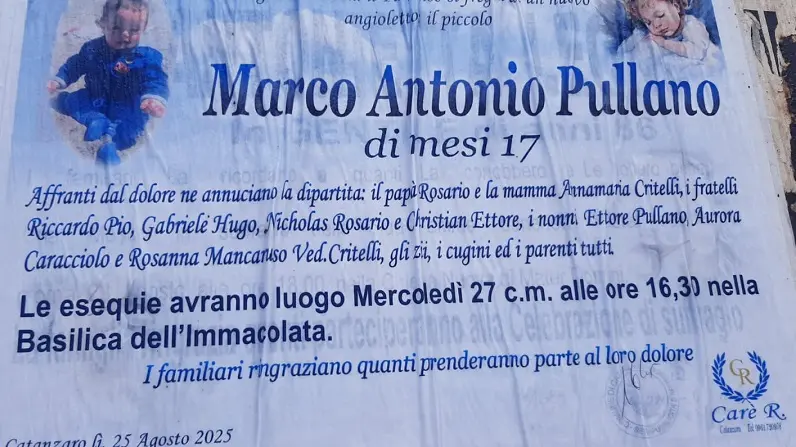 angioletto, il piccolo
Marco Antonio Pullano
di mesi 17
Affranti dal dolore ne annuciano la dipartita: il papà Rosario e la mamma Annamaria Critelli, i fratelli
Riccardo Pio, Gabriele Hugo, Nicholas Rosario e Christian Ettore, i nonni Ettore Pullano, Aurora
Caracciolo e Rosanna Mancaruso Ved.Critelli, gli zii, i cugini ed i parenti tutti.
Le esequie avranno luogo Mercoledì 27 c.m. alle ore 16,30 nella
Basilica dell'Immacolata.
I familiari ringraziano quanti prenderanno parte al loro dolore
CR
Carè R.
Catanzaro lì, 25 Agosto 2025